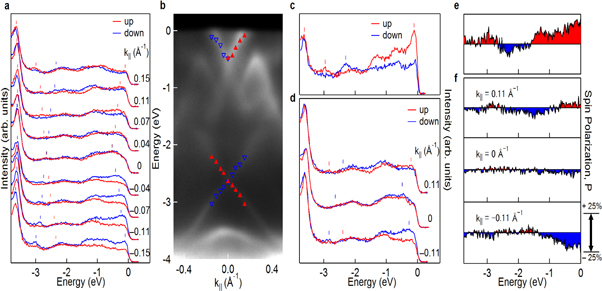 a
up
down
k|| (Å⁻¹)
0.15
0.11
0.07
0.04
0
-0.04
-0.07
-0.11
-0.15
Intensity (arb. units)
-3 -2 -1 0
Energy (eV)
b
0
-1
-2
-3
-4
Energy (eV)
-0.4 0.0 0.4
k|| (Å⁻¹)
c
up
down
d
up
down
k|| (Å⁻¹)
0.11
0
-0.11
Intensity (arb. units)
-3 -2 -1 0
Energy (eV)
e
f
k|| = 0.11 Å⁻¹
k|| = 0 Å⁻¹
k|| = -0.11 Å⁻¹
Spin Polarization, P
+ 25%
- 25%
-3 -2 -1 0
Energy (eV)